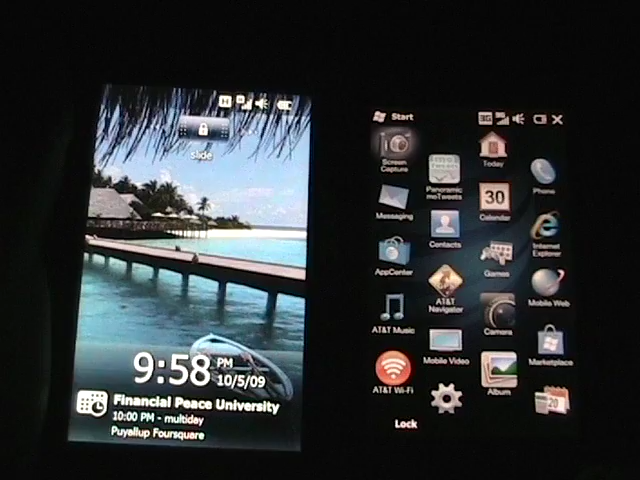 H
slide
9:58 PM
10/5/09
Financial Peace University
10:00 PM - multiday
Puyallup Foursquare
Start
3G
Screen Capture
Panoramic moTweets
Today
Phone
Messaging
Contacts
30
Calendar
Internet Explorer
AppCenter
AT&T Navigator
Games
Mobile Web
AT&T Music
Mobile Video
Camera
Marketplace
AT&T Wi-Fi
Album
20
Lock